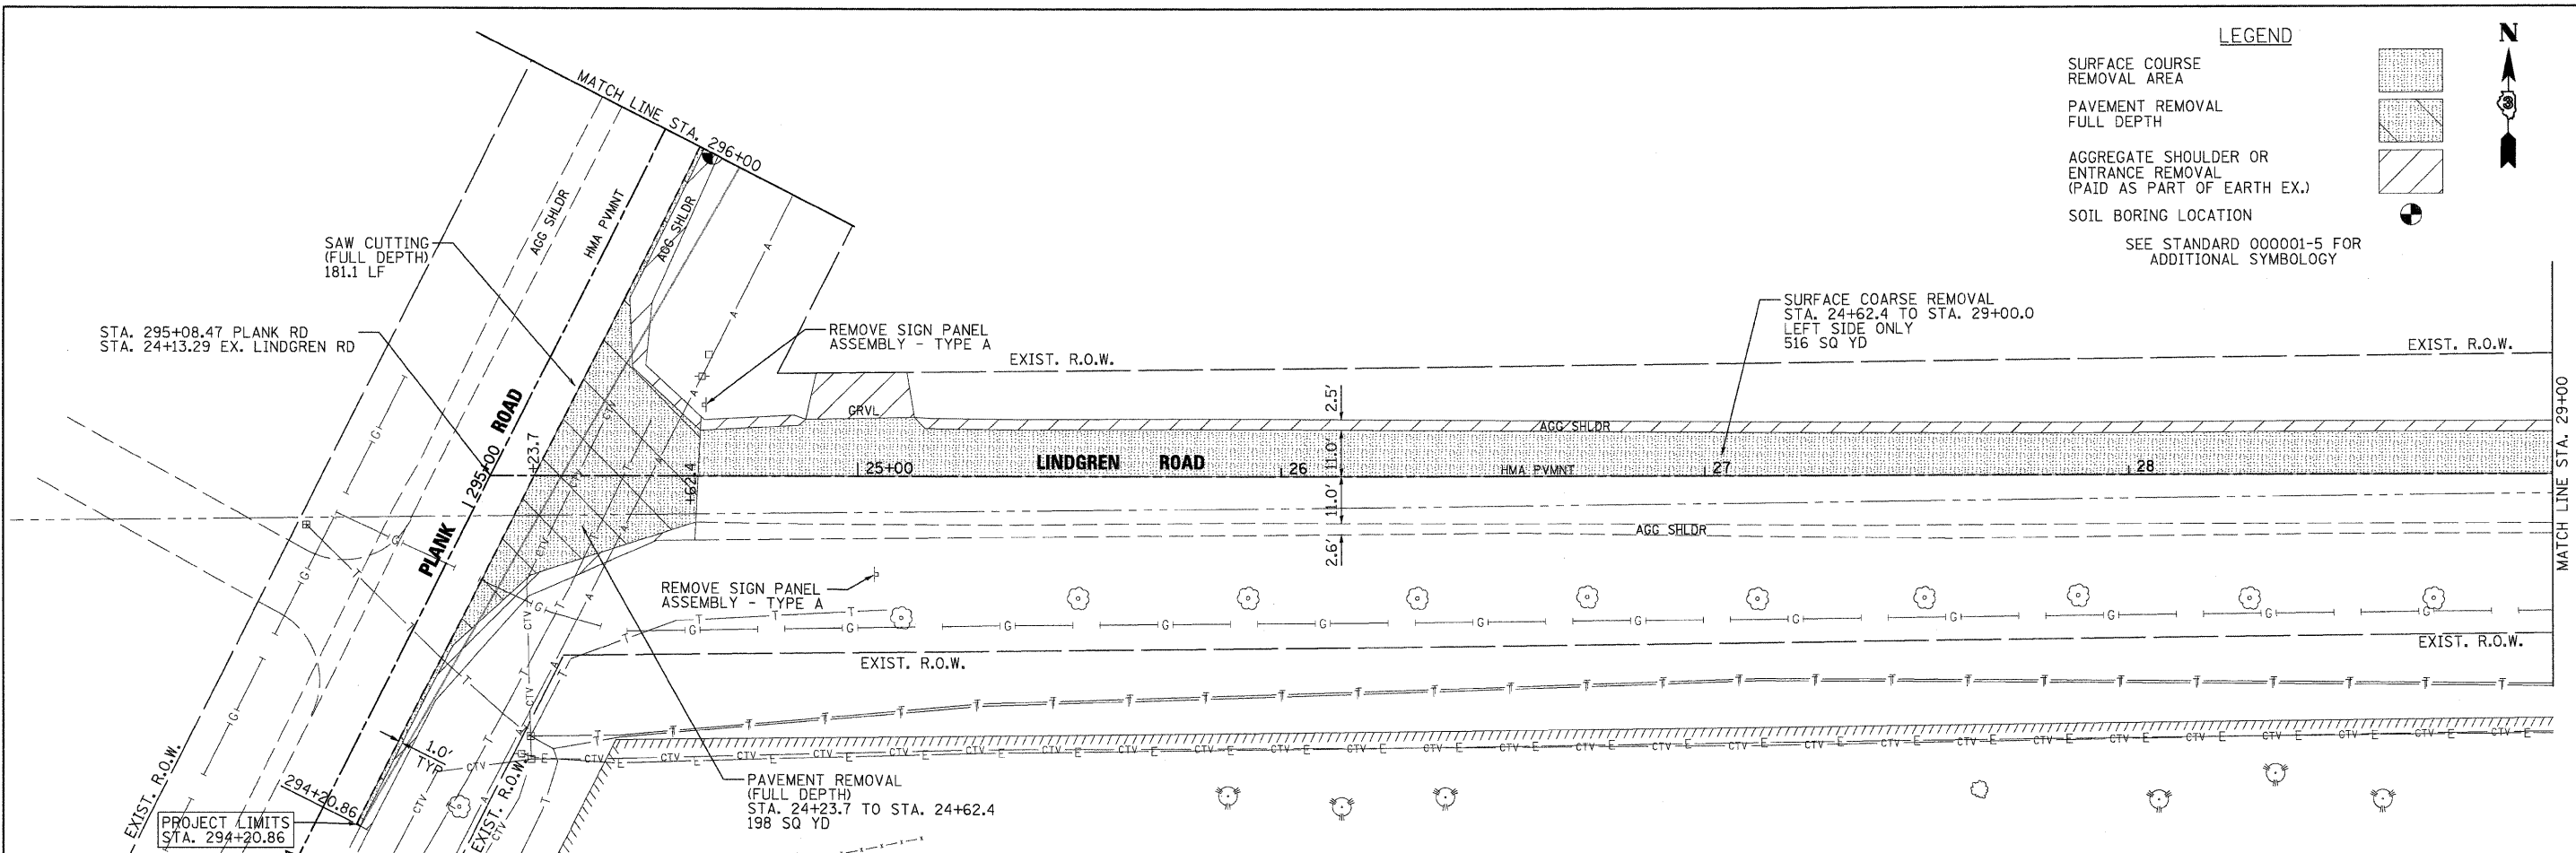 LEGEND
N
SURFACE COURSE
REMOVAL AREA
3
PAVEMENT REMOVAL
FULL DEPTH
AGGREGATE SHOULDER OR
ENTRANCE REMOVAL
(PAID AS PART OF EARTH EX.)
SOIL BORING LOCATION
SEE STANDARD 000001-5 FOR
ADDITIONAL SYMBOLOGY
MATCH LINE STA. 296+00
AGG SHLDR
HMA PVMNT
AGG SHLDR
SAW CUTTING
(FULL DEPTH)
181.1 LF
STA. 295+08.47 PLANK RD
STA. 24+13.29 EX. LINDGREN RD
REMOVE SIGN PANEL
ASSEMBLY - TYPE A
EXIST. R.O.W.
SURFACE COARSE REMOVAL
STA. 24+62.4 TO STA. 29+00.0
LEFT SIDE ONLY
516 SQ YD
EXIST. R.O.W.
MATCH LINE STA. 29+00
GRVL
2.5'
AGG SHLDR
11.0'
PLANK ROAD
295+00
+23.7
+62.4
25+00
LINDGREN ROAD
26
HMA PVMNT
27
28
11.0'
AGG SHLDR
2.6'
REMOVE SIGN PANEL
ASSEMBLY - TYPE A
EXIST. R.O.W.
EXIST. R.O.W.
1.0'
TYP
294+20.86
PROJECT LIMITS
STA. 294+20.86
EXIST. R.O.W.
EXIST. R.O.W.
PAVEMENT REMOVAL
(FULL DEPTH)
STA. 24+23.7 TO STA. 24+62.4
198 SQ YD